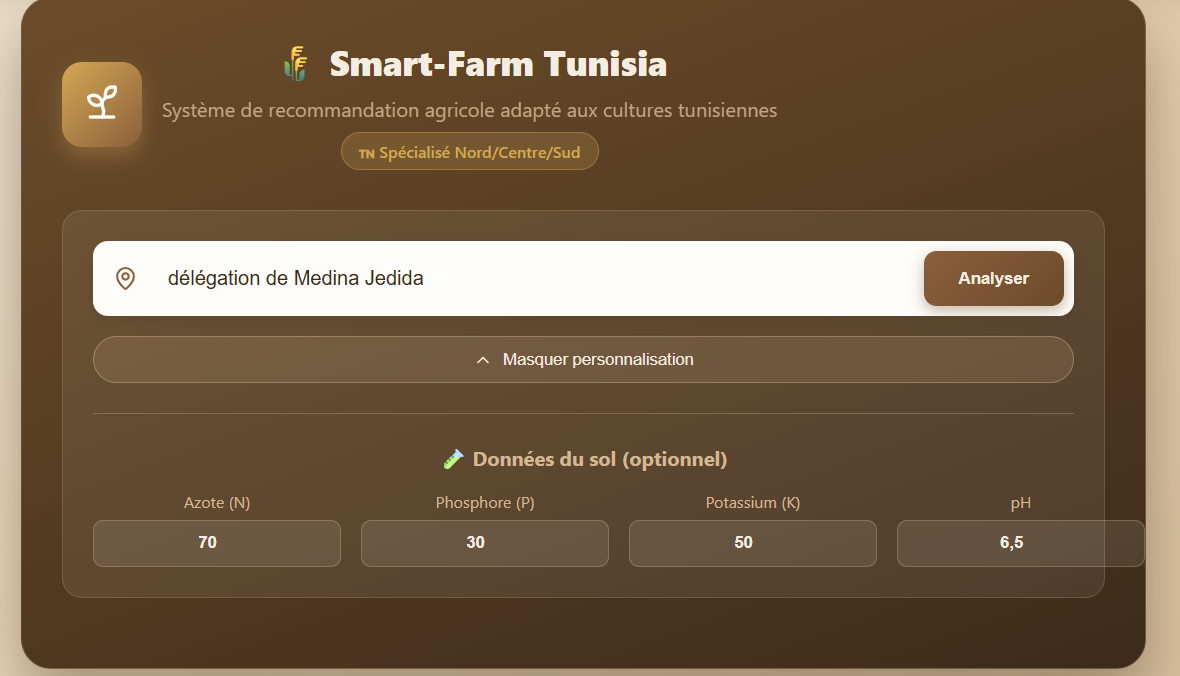 Smart-Farm Tunisia
Système de recommandation agricole adapté aux cultures tunisiennes
TN Spécialisé Nord/Centre/Sud
délégation de Medina Jedida
Analyser
Masquer personnalisation
Données du sol (optionnel)
Azote (N)
Phosphore (P)
Potassium (K)
pH
70
30
50
6,5